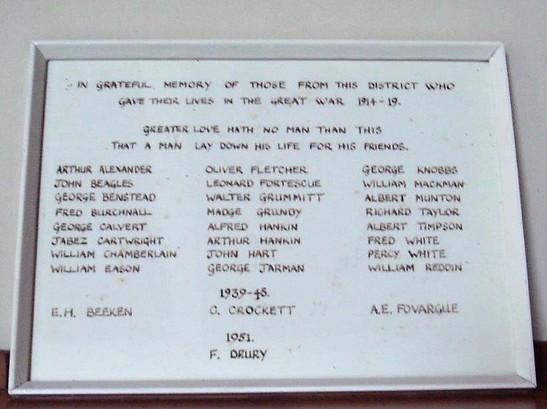 IN GRATEFUL MEMORY OF THOSE FROM THIS DISTRICT WHO
GAVE THEIR LIVES IN THE GREAT WAR 1914-19.
GREATER LOVE HATH NO MAN THAN THIS
THAT A MAN LAY DOWN HIS LIFE FOR HIS FRIENDS.
ARTHUR ALEXANDER OLIVER FLETCHER GEORGE KNOBBS
JOHN BEAGLES LEONARD FORTESCUE WILLIAM MACKMAN
GEORGE BENSTEAD WALTER GRUMMITT ALBERT MUNTON
FRED BURCHNALL MADGE GRUNDY RICHARD TAYLOR
GEORGE CALVERT ALFRED HANKIN ALBERT TIMPSON
JABEZ CARTWRIGHT ARTHUR HANKIN FRED WHITE
WILLIAM CHAMBERLAIN JOHN HART PERCY WHITE
WILLIAM EASON GEORGE JARMAN WILLIAM REDDIN
1939-45.
E.H. BEEKEN C. CROCKETT A.E. FOVARGUE
1951.
F. DRURY